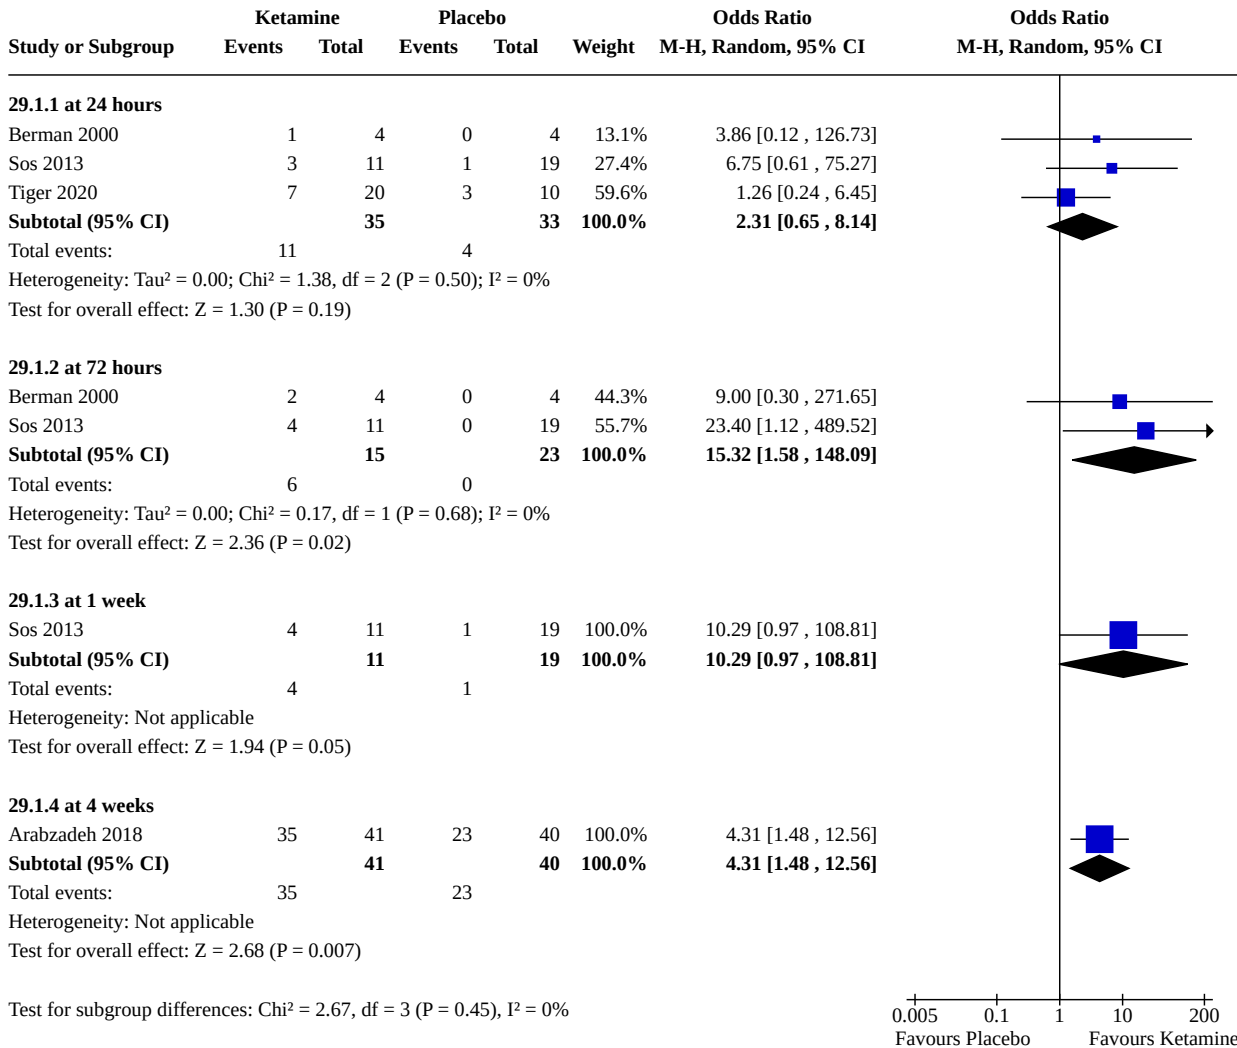 Ketamine Placebo Odds Ratio Odds Ratio
Study or Subgroup Events Total Events Total Weight M-H, Random, 95% CI M-H, Random, 95% CI
29.1.1 at 24 hours
Berman 2000 1 4 0 4 13.1% 3.86 [0.12 , 126.73]
Sos 2013 3 11 1 19 27.4% 6.75 [0.61 , 75.27]
Tiger 2020 7 20 3 10 59.6% 1.26 [0.24 , 6.45]
Subtotal (95% CI) 35 33 100.0% 2.31 [0.65 , 8.14]
Total events: 11 4
Heterogeneity: Tau² = 0.00; Chi² = 1.38, df = 2 (P = 0.50); I² = 0%
Test for overall effect: Z = 1.30 (P = 0.19)
29.1.2 at 72 hours
Berman 2000 2 4 0 4 44.3% 9.00 [0.30 , 271.65]
Sos 2013 4 11 0 19 55.7% 23.40 [1.12 , 489.52]
Subtotal (95% CI) 15 23 100.0% 15.32 [1.58 , 148.09]
Total events: 6 0
Heterogeneity: Tau² = 0.00; Chi² = 0.17, df = 1 (P = 0.68); I² = 0%
Test for overall effect: Z = 2.36 (P = 0.02)
29.1.3 at 1 week
Sos 2013 4 11 1 19 100.0% 10.29 [0.97 , 108.81]
Subtotal (95% CI) 11 19 100.0% 10.29 [0.97 , 108.81]
Total events: 4 1
Heterogeneity: Not applicable
Test for overall effect: Z = 1.94 (P = 0.05)
29.1.4 at 4 weeks
Arabzadeh 2018 35 41 23 40 100.0% 4.31 [1.48 , 12.56]
Subtotal (95% CI) 41 40 100.0% 4.31 [1.48 , 12.56]
Total events: 35 23
Heterogeneity: Not applicable
Test for overall effect: Z = 2.68 (P = 0.007)
Test for subgroup differences: Chi² = 2.67, df = 3 (P = 0.45), I² = 0%
0.005 0.1 1 10 200
Favours Placebo Favours Ketamine